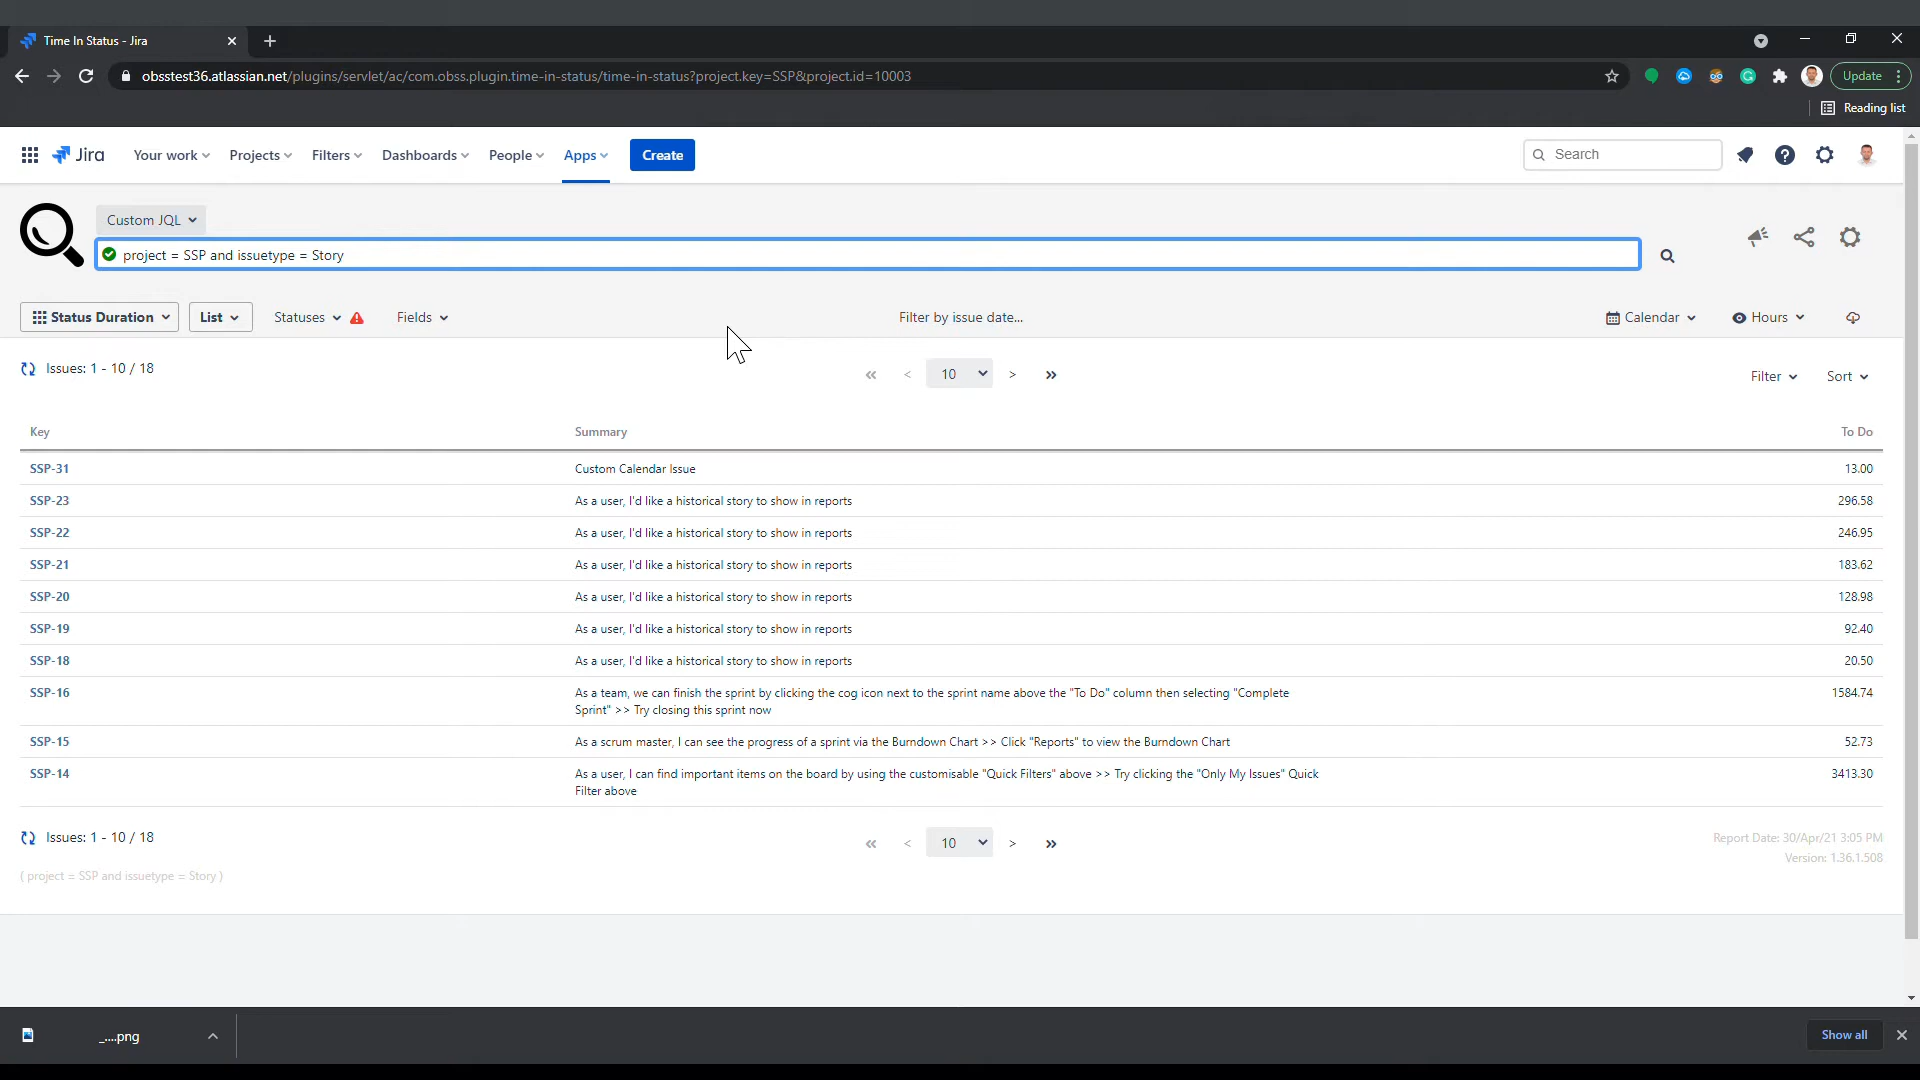 Time In Status - Jira
obsstest36.atlassian.net/plugins/servlet/ac/com.obss.plugin.time-in-status/time-in-status?project.key=SSP&project.id=10003
Update
Reading list
Jira
Your work
Projects
Filters
Dashboards
People
Apps
Create
Search
Custom JQL
project = SSP and issuetype = Story
Status Duration
List
Statuses
Fields
Filter by issue date...
Calendar
Hours
Issues: 1 - 10 / 18
« < 10 > »
Filter
Sort
Key Summary To Do
SSP-31 Custom Calendar Issue 13.00
SSP-23 As a user, I'd like a historical story to show in reports 296.58
SSP-22 As a user, I'd like a historical story to show in reports 246.95
SSP-21 As a user, I'd like a historical story to show in reports 183.62
SSP-20 As a user, I'd like a historical story to show in reports 128.98
SSP-19 As a user, I'd like a historical story to show in reports 92.40
SSP-18 As a user, I'd like a historical story to show in reports 20.50
SSP-16 As a team, we can finish the sprint by clicking the cog icon next to the sprint name above the "To Do" column then selecting "Complete 1584.74
Sprint" >> Try closing this sprint now
SSP-15 As a scrum master, I can see the progress of a sprint via the Burndown Chart >> Click "Reports" to view the Burndown Chart 52.73
SSP-14 As a user, I can find important items on the board by using the customisable "Quick Filters" above >> Try clicking the "Only My Issues" Quick 3413.30
Filter above
Issues: 1 - 10 / 18
« < 10 > »
Report Date: 30/Apr/21 3:05 PM
Version: 1.36.1.508
( project = SSP and issuetype = Story )
_....png
Show all